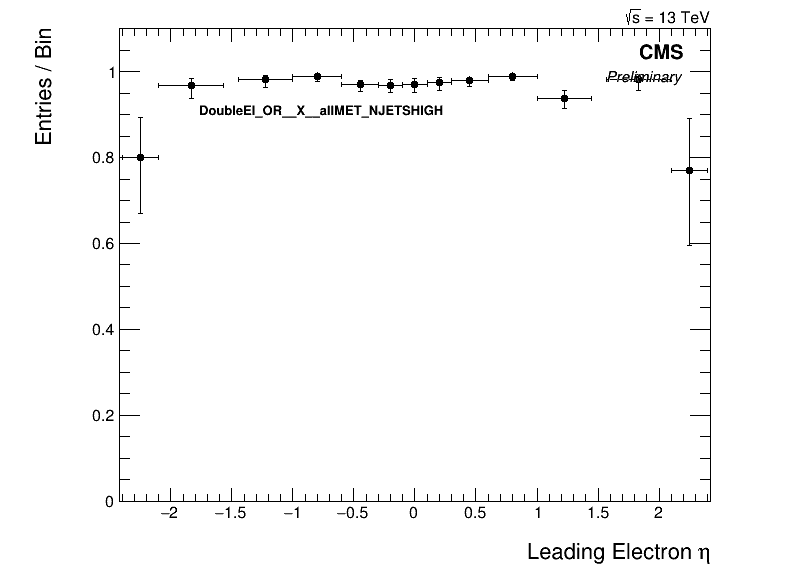 √s = 13 TeV
CMS
Preliminary
DoubleEl_OR__X__allMET_NJETSHIGH
Entries / Bin
1
0.8
0.6
0.4
0.2
0
−2 −1.5 −1 −0.5 0 0.5 1 1.5 2
Leading Electron η